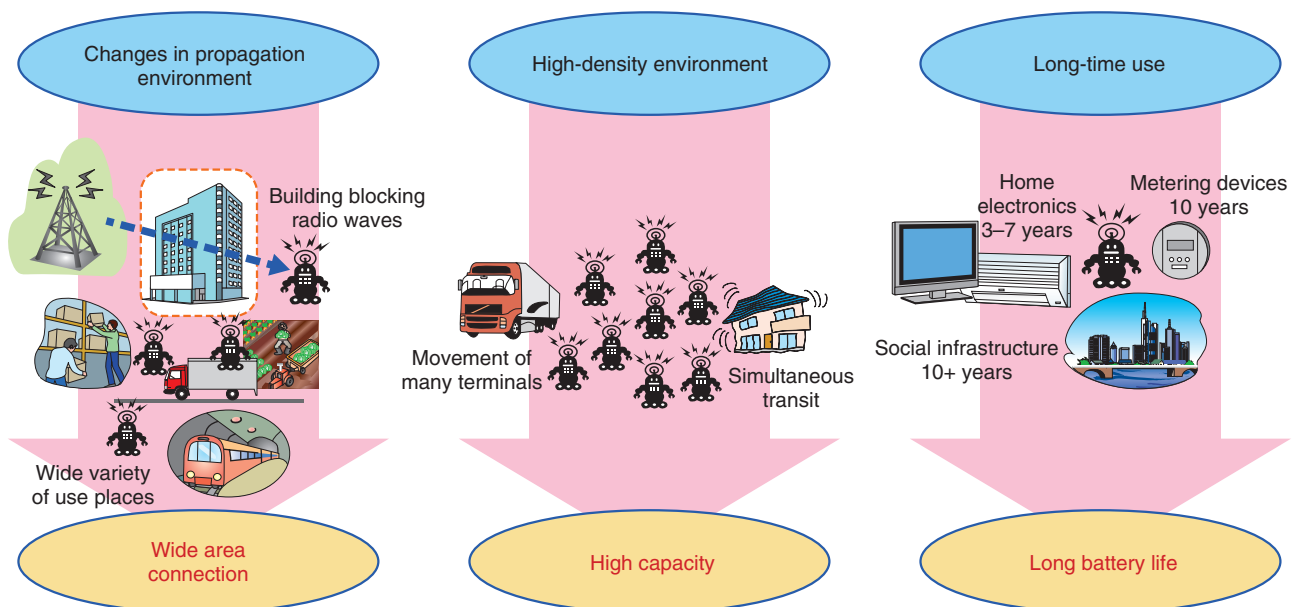 Changes in propagation
environment
High-density environment
Long-time use
Building blocking
radio waves
Wide variety
of use places
Movement of
many terminals
Simultaneous
transit
Home
electronics
3–7 years
Metering devices
10 years
Social infrastructure
10+ years
Wide area
connection
High capacity
Long battery life